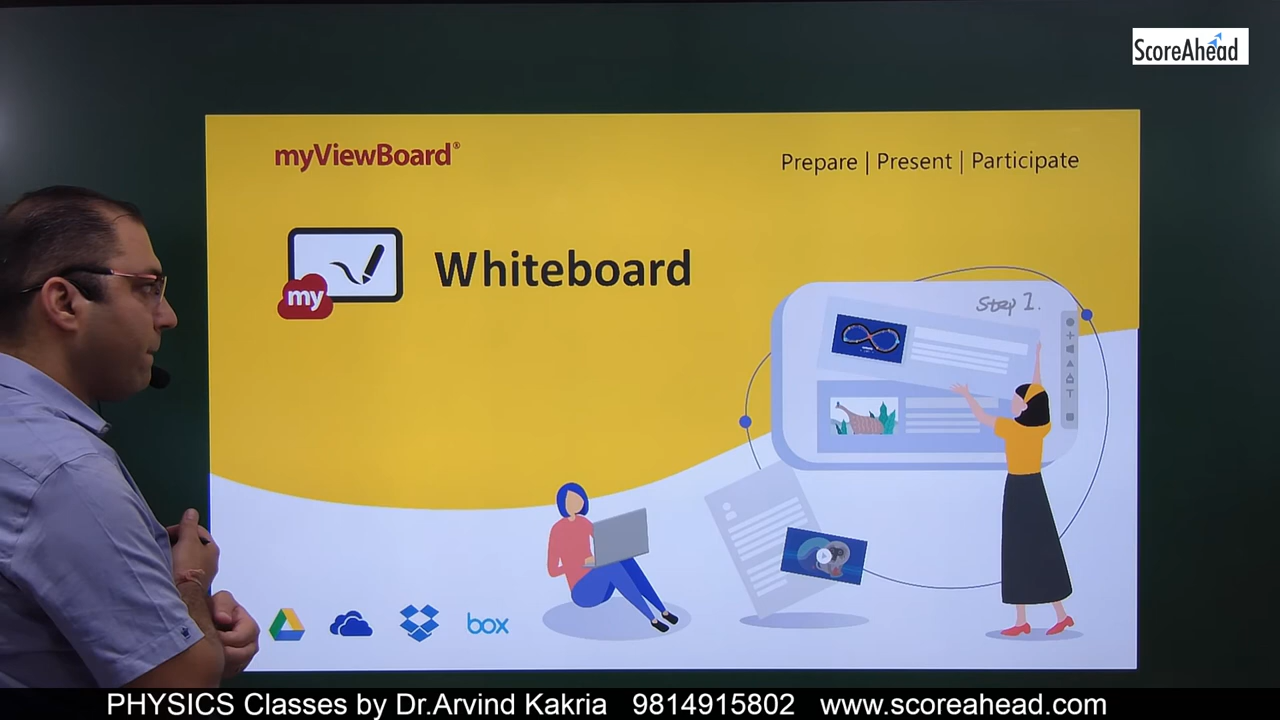 ScoreAhead
myViewBoard®
Prepare | Present | Participate
my
Whiteboard
Step 1.
T
box
PHYSICS Classes by Dr.Arvind Kakria 9814915802 www.scoreahead.com